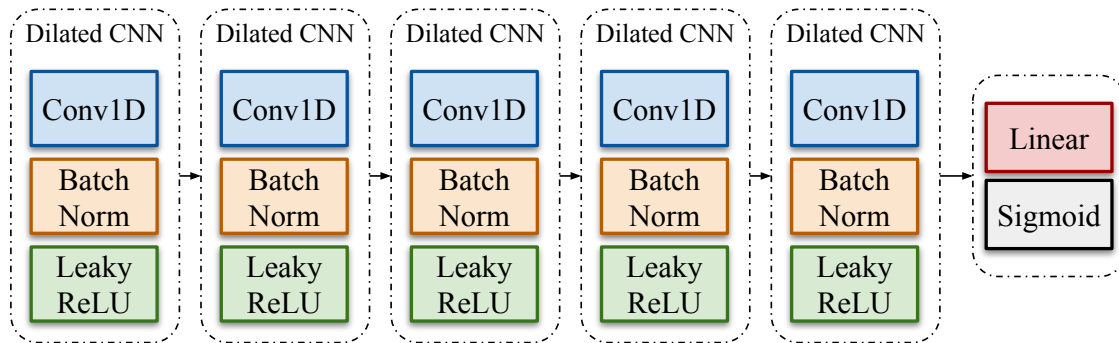 Dilated CNN
Conv1D
Batch
Norm
Leaky
ReLU
Dilated CNN
Conv1D
Batch
Norm
Leaky
ReLU
Dilated CNN
Conv1D
Batch
Norm
Leaky
ReLU
Dilated CNN
Conv1D
Batch
Norm
Leaky
ReLU
Dilated CNN
Conv1D
Batch
Norm
Leaky
ReLU
Linear
Sigmoid